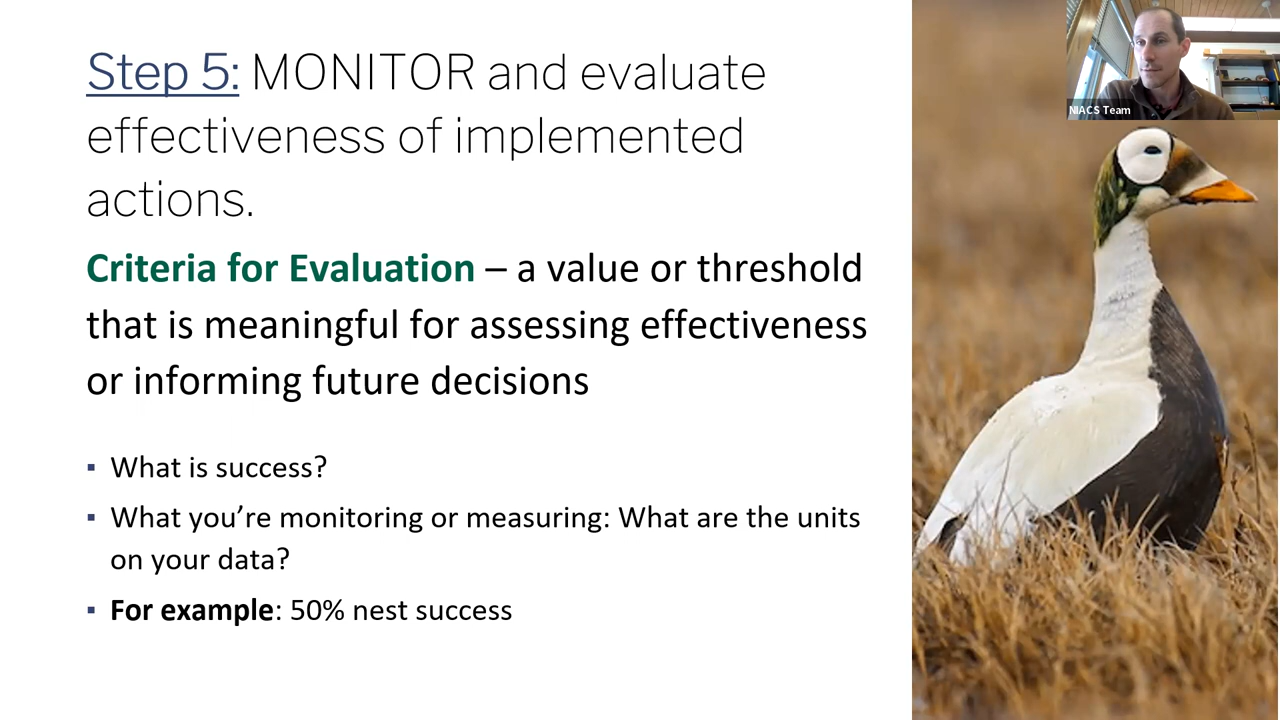 Step 5: MONITOR and evaluate
effectiveness of implemented
actions.
Criteria for Evaluation – a value or threshold
that is meaningful for assessing effectiveness
or informing future decisions
▪ What is success?
▪ What you’re monitoring or measuring: What are the units
on your data?
▪ For example: 50% nest success
NIACS Team